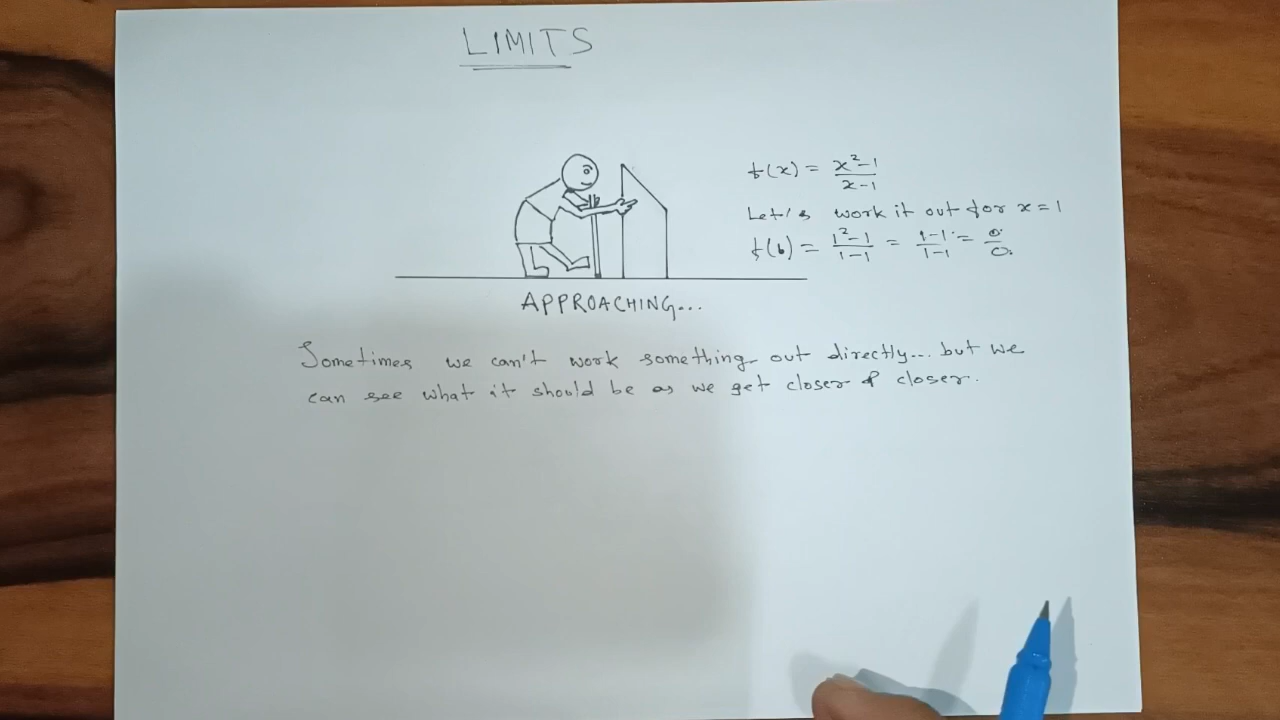 LIMITS
f(x) = x²-1 / x-1
Let's work it out for x = 1
f(1) = 1²-1 / 1-1 = 1-1 / 1-1 = 0/0
APPROACHING...
Sometimes we can't work something out directly... but we
can see what it should be as we get closer & closer.